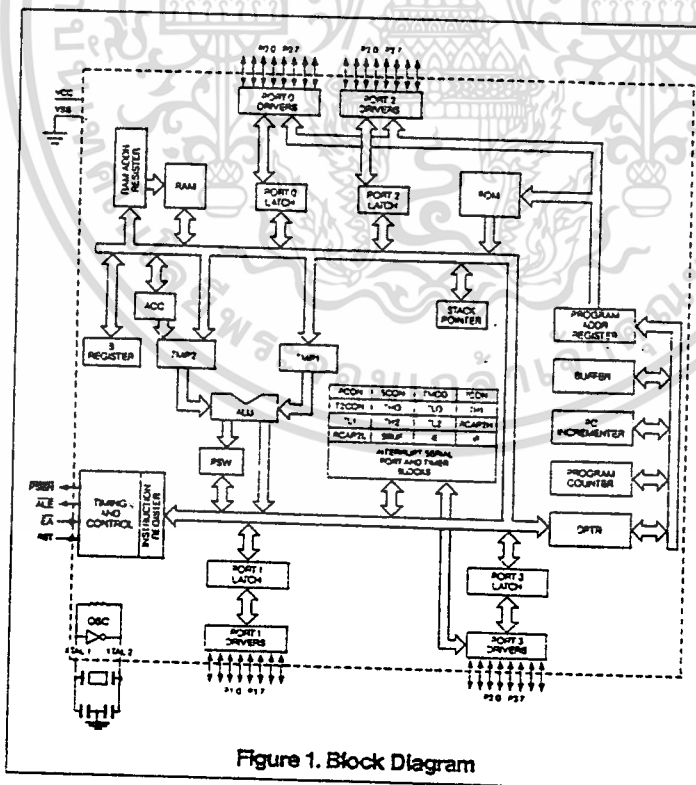 P2.0 P2.7
P2.0 P2.7
VCC
VSS
PORT 0
DRIVERS
PORT 2
DRIVERS
RAM ADDR
REGISTER
RAM
PORT 0
LATCH
PORT 2
LATCH
ROM
ACC
STACK
POINTER
B
REGISTER
TMP2
TMP1
PROGRAM
ADDR
REGISTER
BUFFER
ALU
PCON SCON TMOD TCON
T2CON TH0 TL0 TH1
TL1 TH2 TL2 RCAP2H
RCAP2L SBUF IE IP
INTERRUPT SERIAL
PORT AND TIMER
BLOCKS
PSW
PC
INCREMENTER
PROGRAM
COUNTER
PSEN
ALE
EA
RST
TIMING
AND
CONTROL
INSTRUCTION
REGISTER
DPTR
PORT 1
LATCH
PORT 3
LATCH
OSC
XTAL 1 XTAL 2
PORT 1
DRIVERS
PORT 3
DRIVERS
P1.0 P1.7
P2.0 P2.7
Figure 1. Block Diagram